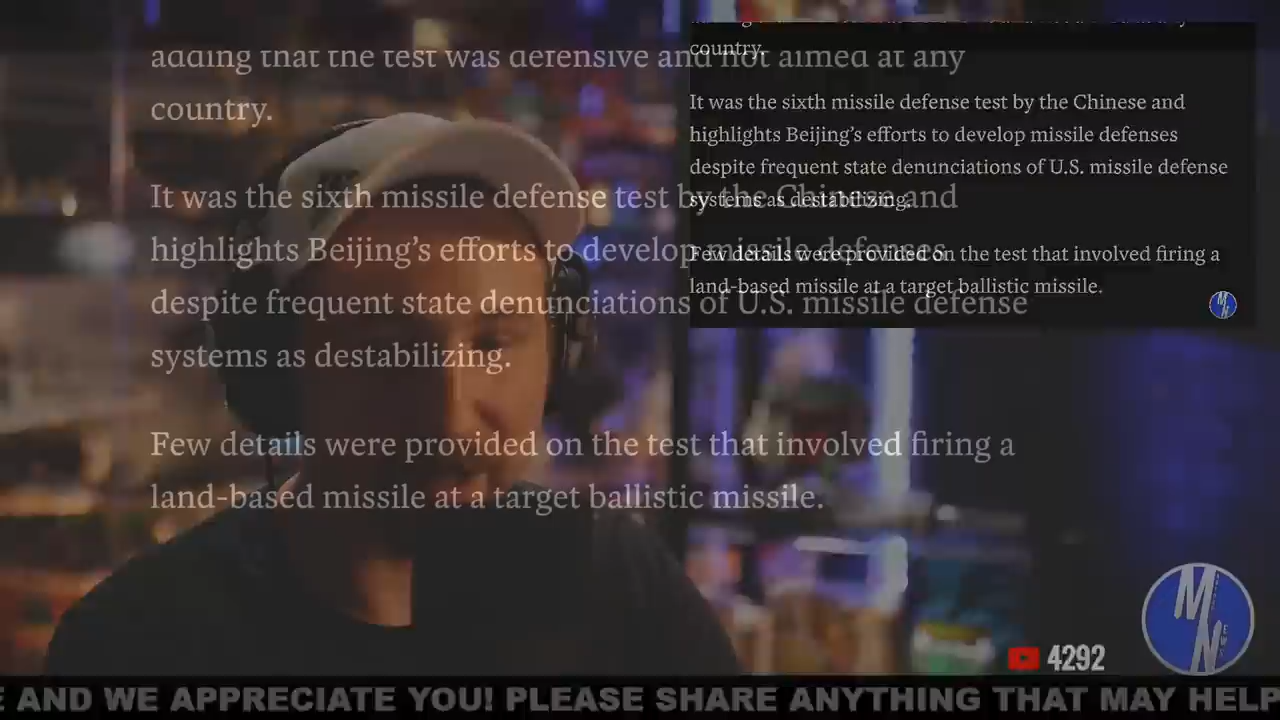 adding that the test was defensive and not aimed at any
country.
It was the sixth missile defense test by the Chinese and
highlights Beijing's efforts to develop missile defenses
despite frequent state denunciations of U.S. missile defense
systems as destabilizing.
Few details were provided on the test that involved firing a
land-based missile at a target ballistic missile.
country.
It was the sixth missile defense test by the Chinese and
highlights Beijing's efforts to develop missile defenses
despite frequent state denunciations of U.S. missile defense
systems as destabilizing.
Few details were provided on the test that involved firing a
land-based missile at a target ballistic missile.
M
N
4292
M
N
E AND WE APPRECIATE YOU! PLEASE SHARE ANYTHING THAT MAY HELP